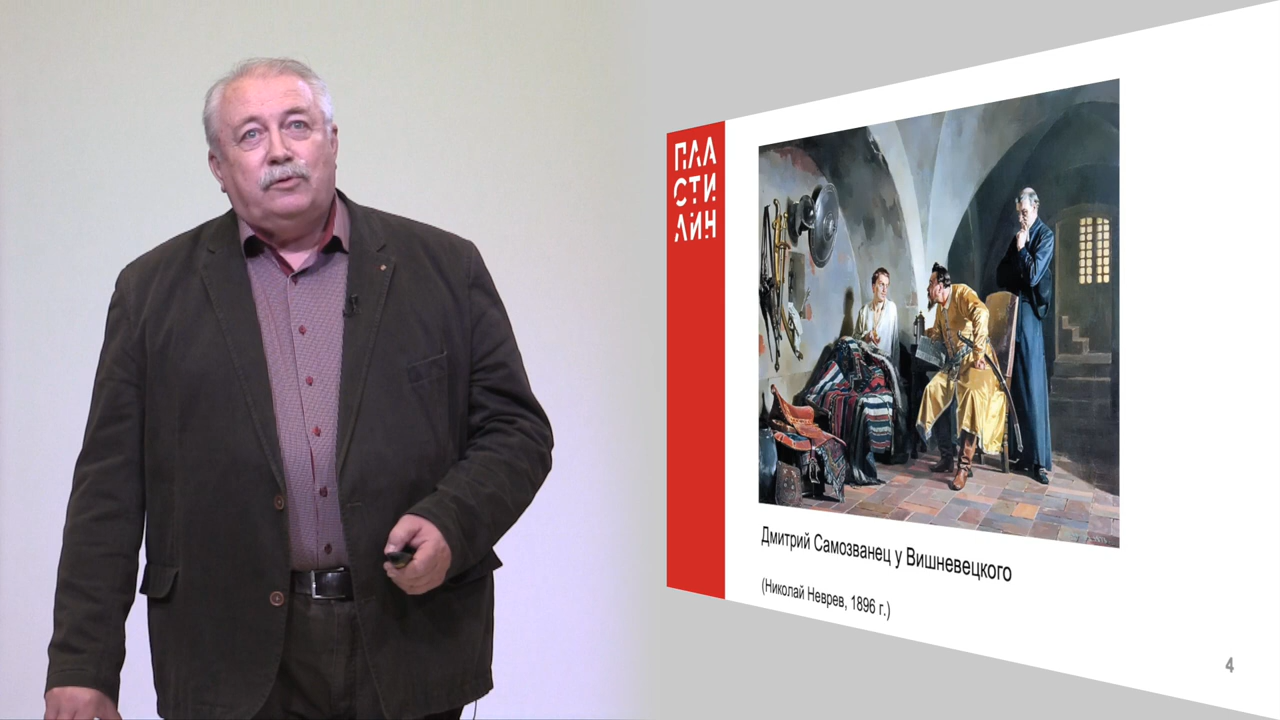 ПЛА
СТИ
ЛИН
Дмитрий Самозванец у Вишневецкого
(Николай Неврев, 1896 г.)
4